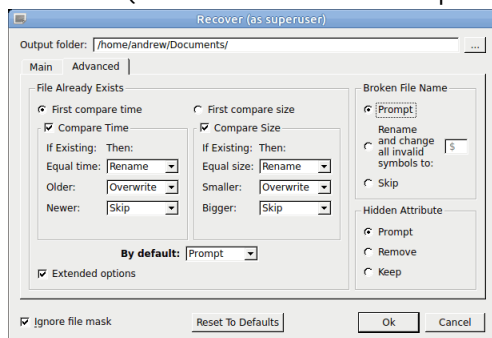 Recover (as superuser)
Output folder: /home/andrew/Documents/ ...
Main Advanced
File Already Exists
First compare time First compare size
Compare Time Compare Size
If Existing: Then: If Existing: Then:
Equal time: Rename Equal size: Rename
Older: Overwrite Smaller: Overwrite
Newer: Skip Bigger: Skip
By default: Prompt
Extended options
Broken File Name
Prompt
Rename
and change
all invalid $
symbols to:
Skip
Hidden Attribute
Prompt
Remove
Keep
Ignore file mask Reset To Defaults Ok Cancel